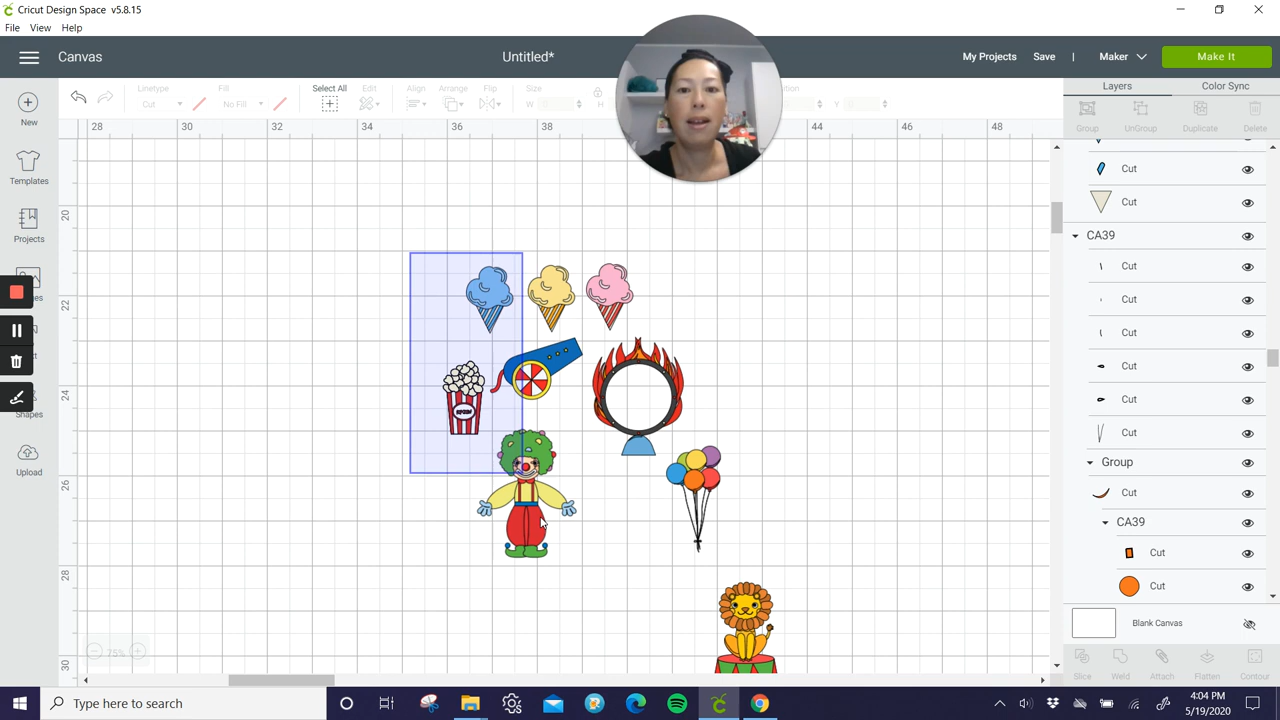 Cricut Design Space v5.8.15
File View Help
Canvas
Untitled*
My Projects Save | Maker Make It
New
Templates
Projects
Shapes
Upload
Linetype
Cut
Fill
No Fill
Select All
Edit
Align
Arrange
Flip
Size
W
H
X
Y
28 30 32 34 36 38 44 46 48
20
22
24
26
28
30
75%
Layers Color Sync
Group UnGroup Duplicate Delete
Cut
Cut
CA39
Cut
Cut
Cut
Cut
Cut
Cut
Group
Cut
CA39
Cut
Cut
Blank Canvas
Slice Weld Attach Flatten Contour
Type here to search
4:04 PM
5/19/2020